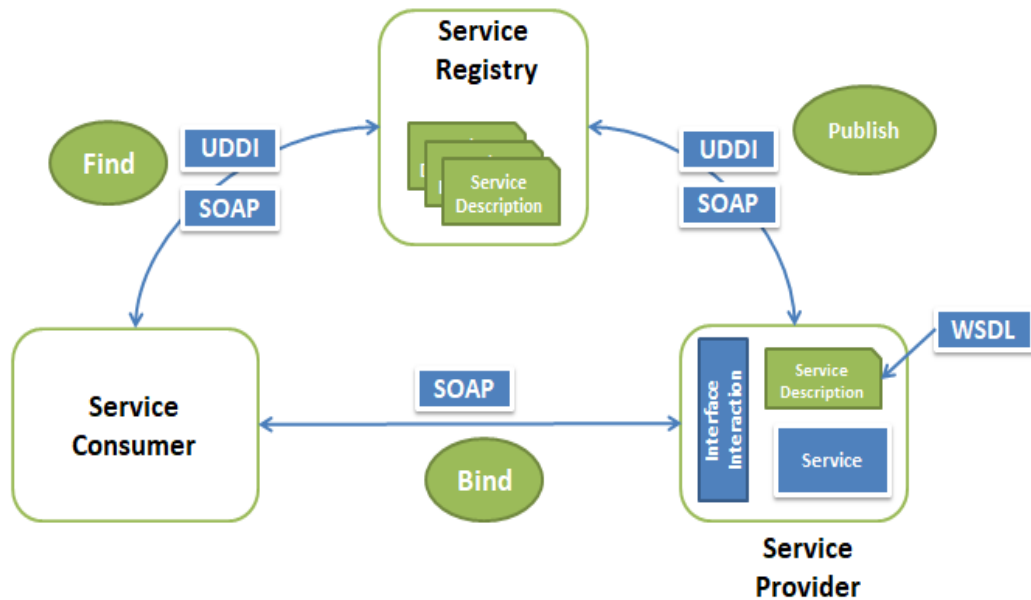 Service
Registry
UDDI
SOAP
Find
Service
Description
UDDI
SOAP
Publish
Service
Consumer
SOAP
Bind
Interface
Interaction
Service
Description
Service
WSDL
Service
Provider